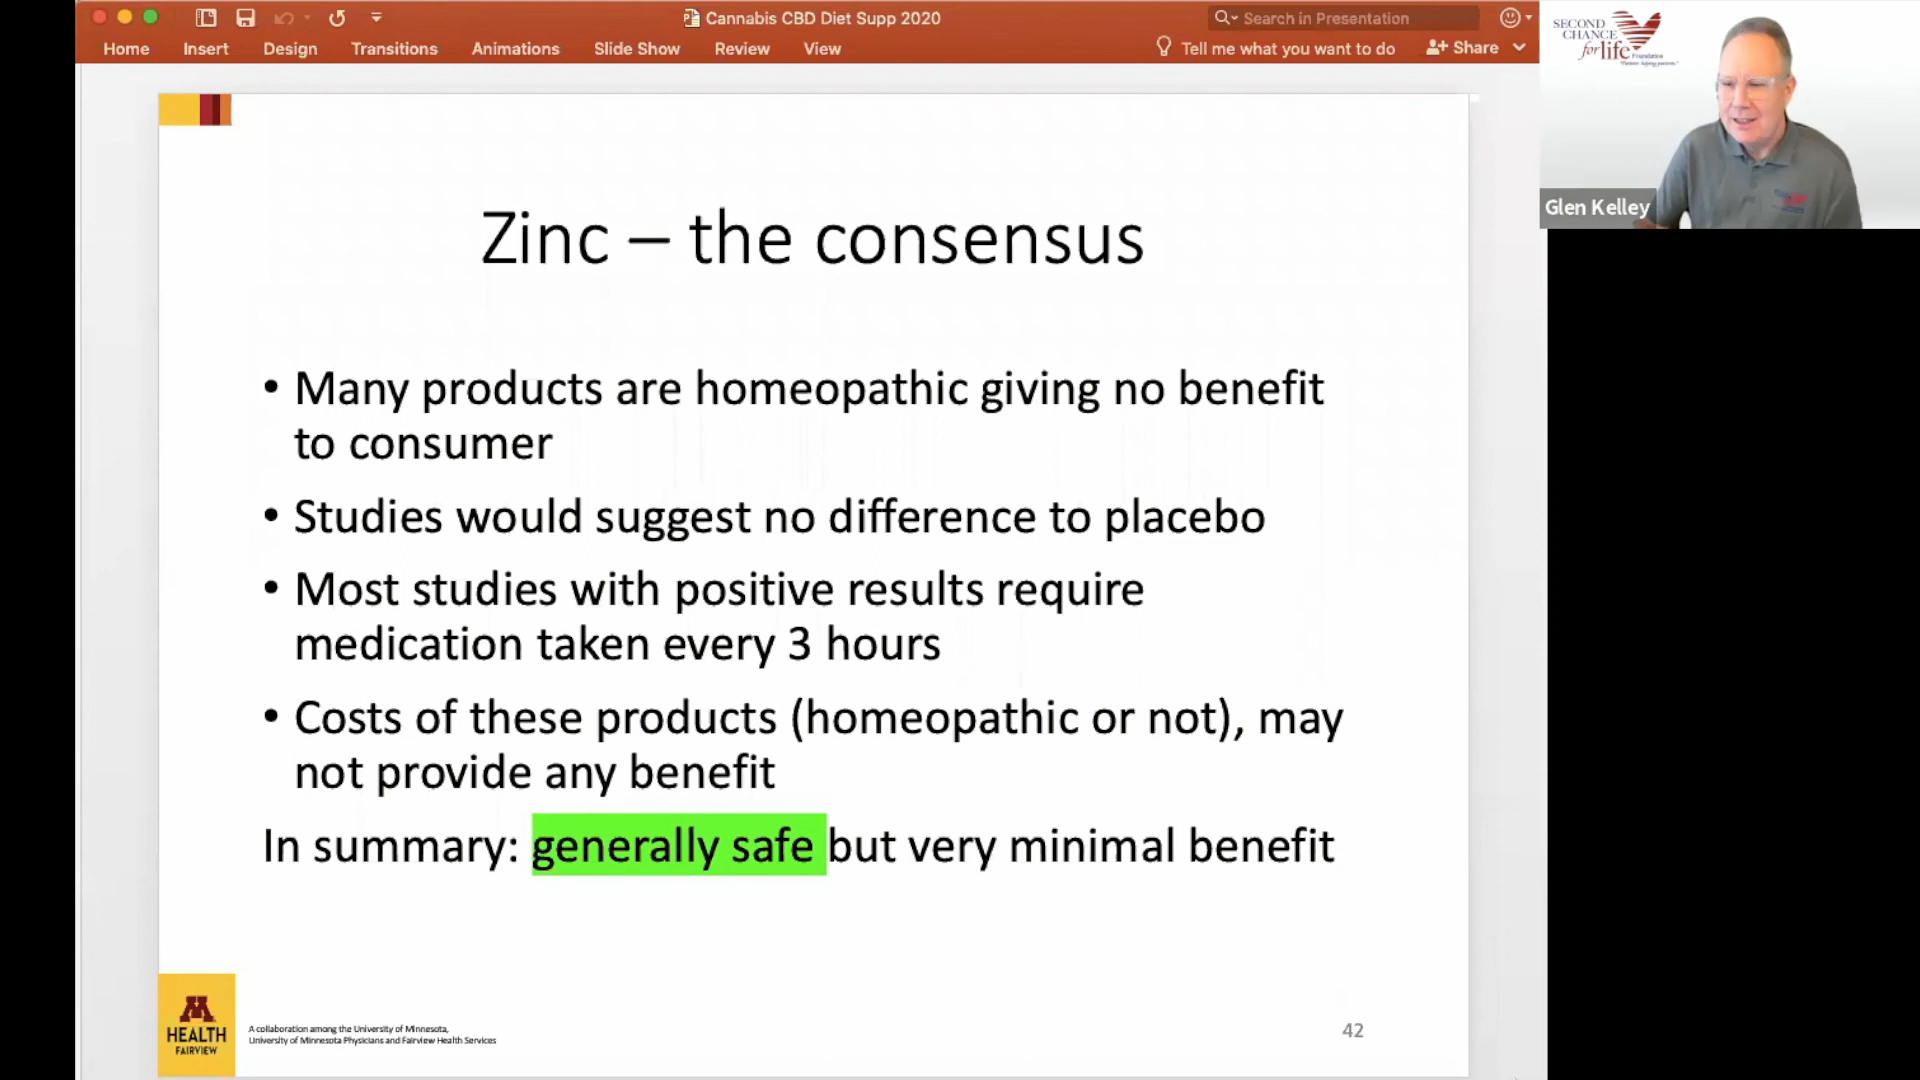 Cannabis CBD Diet Supp 2020
Search in Presentation
Home Insert Design Transitions Animations Slide Show Review View
Tell me what you want to do
Share
SECOND
CHANCE
for life
Foundation
"Patients helping patients."
Glen Kelley
Zinc – the consensus
• Many products are homeopathic giving no benefit
to consumer
• Studies would suggest no difference to placebo
• Most studies with positive results require
medication taken every 3 hours
• Costs of these products (homeopathic or not), may
not provide any benefit
In summary: generally safe but very minimal benefit
M
HEALTH
FAIRVIEW
A collaboration among the University of Minnesota,
University of Minnesota Physicians and Fairview Health Services
42